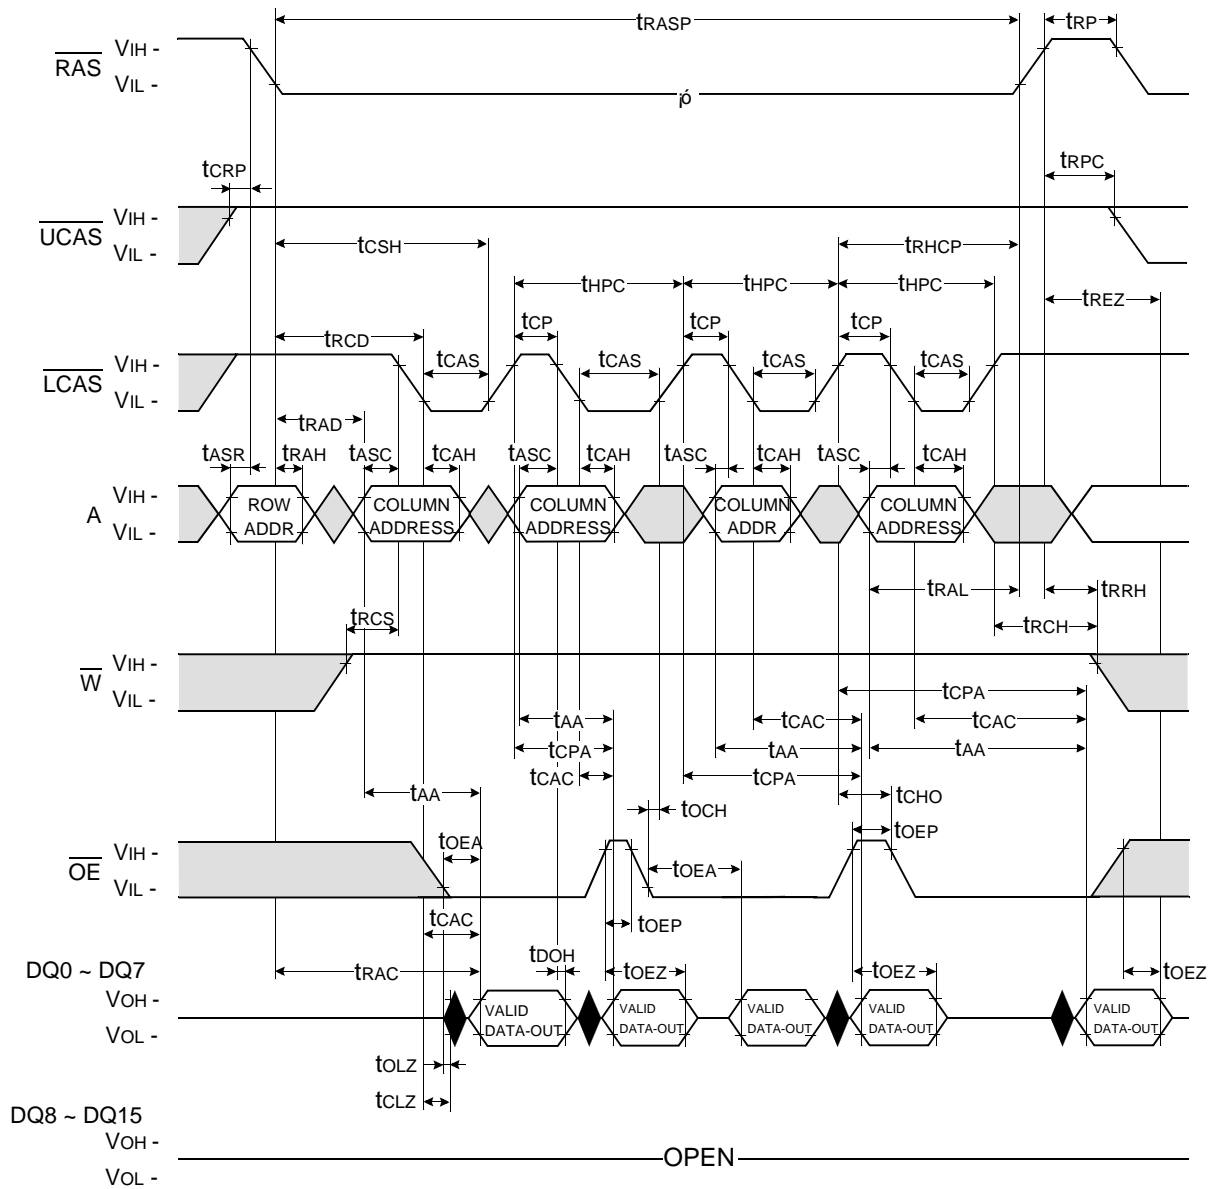 tRASP tRP
RAS VIH -
VIL -
¡ó
tCRP tRPC
UCAS VIH -
VIL -
tCSH tRHCP
tHPC tHPC tHPC
tREZ
tRCD tCP tCP tCP
LCAS VIH -
VIL -
tCAS tCAS tCAS tCAS
tRAD
tASR tRAH tASC tCAH tASC tCAH tASC tCAH tASC tCAH
A VIH -
VIL -
ROW ADDR
COLUMN ADDRESS
COLUMN ADDRESS
COLUMN ADDR
COLUMN ADDRESS
tRAL tRRH
tRCS tRCH
W VIH -
VIL -
tCPA
tAA tCAC tCAC
tCPA tAA tAA
tCAC tCPA
tAA tCHO
tOCH
tOEP
OE VIH -
VIL -
tOEA tOEA
tCAC tOEP
tDOH
DQ0 ~ DQ7
tRAC tOEZ tOEZ tOEZ
VOH -
VOL -
VALID DATA-OUT
VALID DATA-OUT
VALID DATA-OUT
VALID DATA-OUT
VALID DATA-OUT
tOLZ
tCLZ
DQ8 ~ DQ15
VOH -
OPEN
VOL -